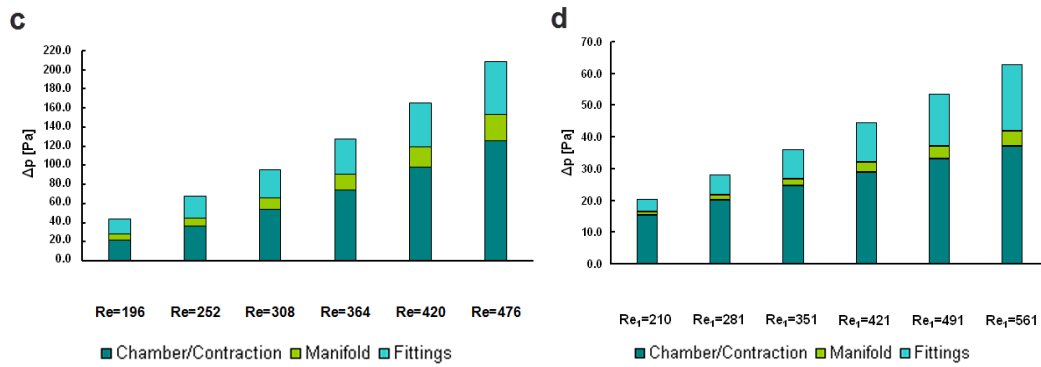 c
Δp [Pa]
220.0
200.0
180.0
160.0
140.0
120.0
100.0
80.0
60.0
40.0
20.0
0.0
Re=196 Re=252 Re=308 Re=364 Re=420 Re=476
Chamber/Contraction Manifold Fittings
d
Δp [Pa]
70.0
60.0
50.0
40.0
30.0
20.0
10.0
0.0
Re₁=210 Re₁=281 Re₁=351 Re₁=421 Re₁=491 Re₁=561
Chamber/Contraction Manifold Fittings